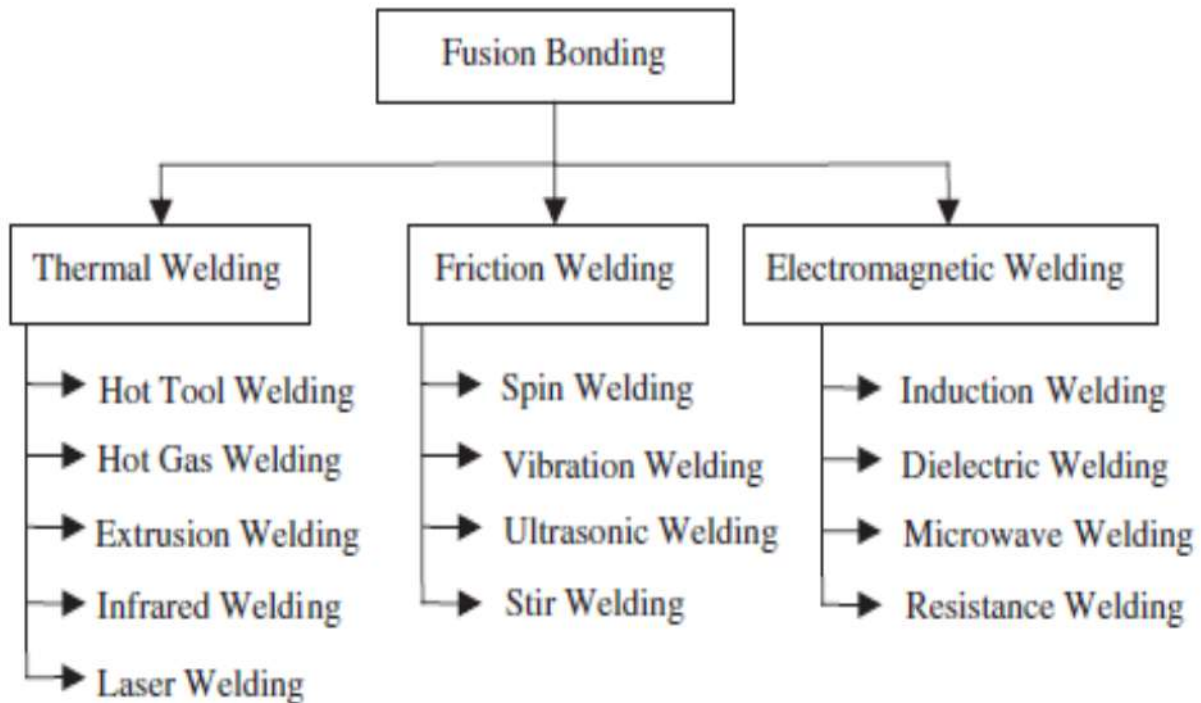 Fusion Bonding
Thermal Welding
Hot Tool Welding
Hot Gas Welding
Extrusion Welding
Infrared Welding
Laser Welding
Friction Welding
Spin Welding
Vibration Welding
Ultrasonic Welding
Stir Welding
Electromagnetic Welding
Induction Welding
Dielectric Welding
Microwave Welding
Resistance Welding